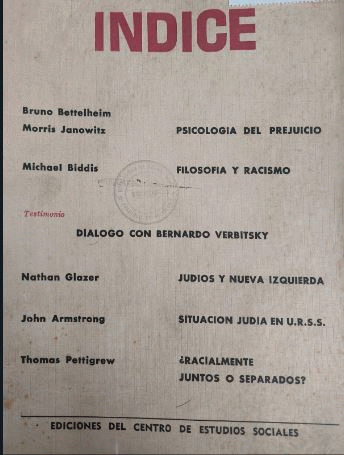 INDICE
Bruno Bettelheim
Morris Janowitz PSICOLOGIA DEL PREJUICIO
Michael Biddis FILOSOFIA Y RACISMO
Testimonio
DIALOGO CON BERNARDO VERBITSKY
Nathan Glazer JUDIOS Y NUEVA IZQUIERDA
John Armstrong SITUACION JUDIA EN U.R.S.S.
Thomas Pettigrew ¿RACIALMENTE
JUNTOS O SEPARADOS?
EDICIONES DEL CENTRO DE ESTUDIOS SOCIALES